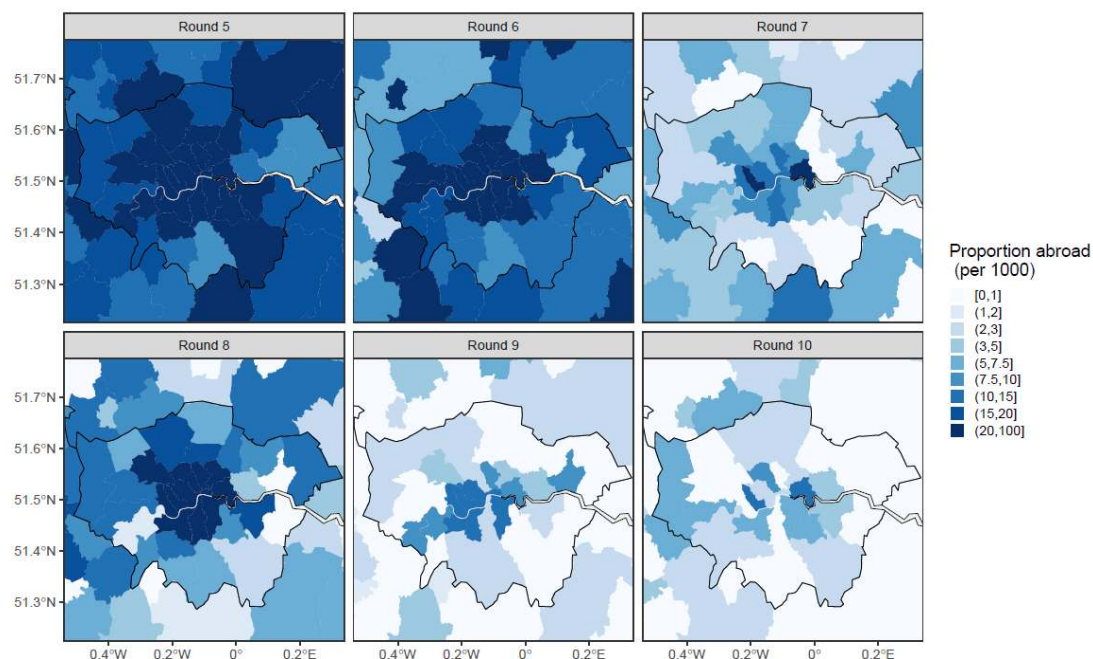 Round 5
Round 6
Round 7
51.7°N
51.6°N
51.5°N
51.4°N
51.3°N
Round 8
Round 9
Round 10
51.7°N
51.6°N
51.5°N
51.4°N
51.3°N
0.4°W 0.2°W 0° 0.2°E
0.4°W 0.2°W 0° 0.2°E
0.4°W 0.2°W 0° 0.2°E
Proportion abroad
(per 1000)
[0,1]
(1,2]
(2,3]
(3,5]
(5,7.5]
(7.5,10]
(10,15]
(15,20]
(20,100]